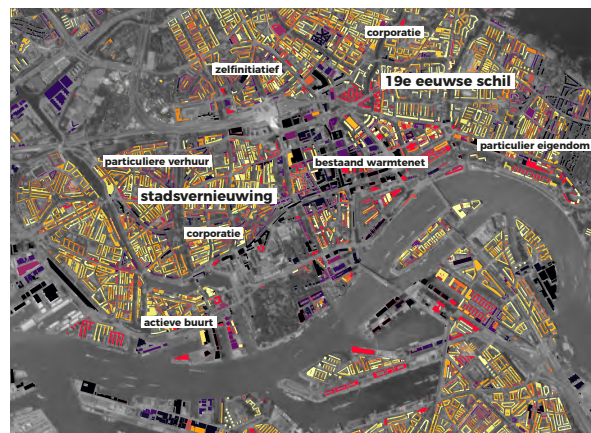 corporatie
zelfinitiatief
19e eeuwse schil
particulier eigendom
particuliere verhuur
bestaand warmtenet
stadsvernieuwing
corporatie
actieve buurt